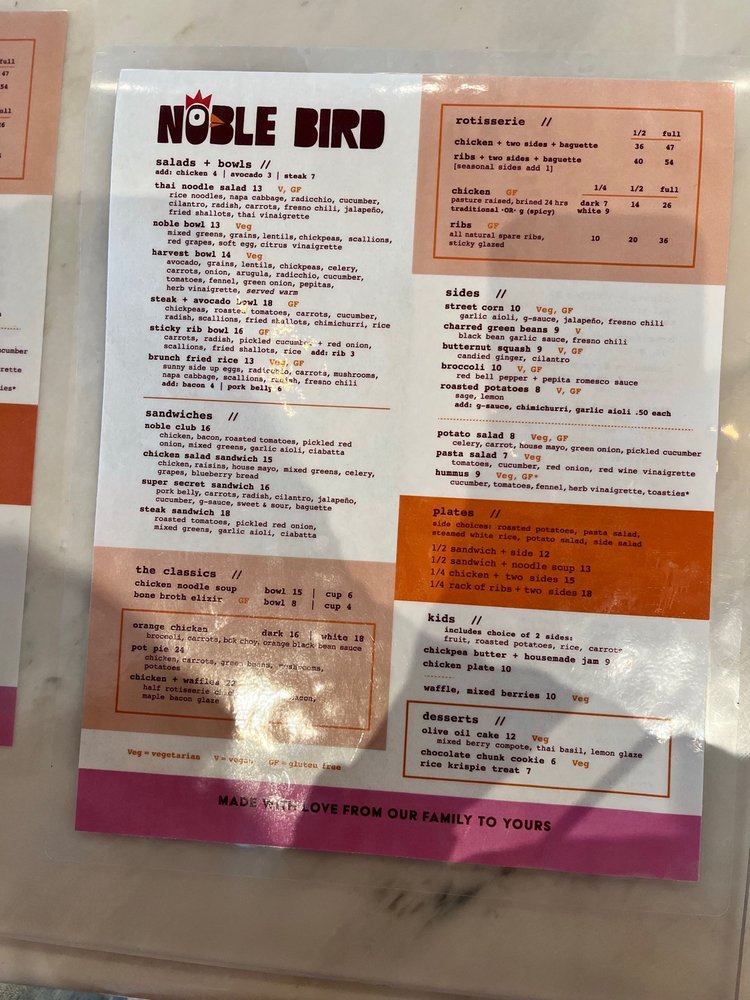 NOBLE BIRD
salads + bowls //
add: chicken 4 | avocado 3 | steak 7
thai noodle salad 13 V, GF
rice noodles, napa cabbage, radicchio, cucumber,
cilantro, radish, carrots, fresno chili, jalapeño,
fried shallots, thai vinaigrette
noble bowl 13 Veg
mixed greens, grains, lentils, chickpeas, scallions,
red grapes, soft egg, citrus vinaigrette
harvest bowl 14 Veg
avocado, grains, lentils, chickpeas, celery,
carrots, onion, arugula, radicchio, cucumber,
tomatoes, fennel, green onion, pepitas,
herb vinaigrette, served warm
steak + avocado bowl 18 GF
chickpeas, roasted tomatoes, carrots, cucumber,
radish, scallions, fried shallots, chimichurri, rice
sticky rib bowl 16 GF
carrots, radish, pickled cucumber + red onion,
scallions, fried shallots, rice add: rib 3
brunch fried rice 13 Veg, GF
sunny side up eggs, radicchio, carrots, mushrooms,
napa cabbage, scallions, radish, fresno chili
add: bacon 4 | pork belly 6
sandwiches //
noble club 16
chicken, bacon, roasted tomatoes, pickled red
onion, mixed greens, garlic aioli, ciabatta
chicken salad sandwich 15
chicken, raisins, house mayo, mixed greens, celery,
grapes, blueberry bread
super secret sandwich 16
pork belly, carrots, radish, cilantro, jalapeño,
cucumber, g-sauce, sweet & sour, baguette
steak sandwich 18
roasted tomatoes, pickled red onion,
mixed greens, garlic aioli, ciabatta
the classics //
chicken noodle soup bowl 15 | cup 6
bone broth elixir GF bowl 8 | cup 4
orange chicken dark 16 | white 18
broccoli, carrots, bok choy, orange black bean sauce
pot pie 24
chicken, carrots, green beans, mushrooms,
potatoes
chicken + waffles 22
half rotisserie bacon,
maple bacon glaze
Veg = vegetarian V = vegan GF = gluten free
rotisserie //
1/2 full
chicken + two sides + baguette 36 47
ribs + two sides + baguette 40 54
[seasonal sides add 1]
chicken GF 1/4 1/2 full
pasture raised, brined 24 hrs dark 7 14 26
traditional -OR- g (spicy) white 9
ribs GF
all natural spare ribs, 10 20 36
sticky glazed
sides //
street corn 10 Veg, GF
garlic aioli, g-sauce, jalapeño, fresno chili
charred green beans 9 V
black bean garlic sauce, fresno chili
butternut squash 9 V, GF
candied ginger, cilantro
broccoli 10 V, GF
red bell pepper + pepita romesco sauce
roasted potatoes 8 V, GF
sage, lemon
add: g-sauce, chimichurri, garlic aioli .50 each
potato salad 8 Veg, GF
celery, carrot, house mayo, green onion, pickled cucumber
pasta salad 7 Veg
tomatoes, cucumber, red onion, red wine vinaigrette
hummus 9 Veg, GF*
cucumber, tomatoes, fennel, herb vinaigrette, toasties*
plates //
side choices: roasted potatoes, pasta salad,
steamed white rice, potato salad, side salad
1/2 sandwich + side 12
1/2 sandwich + noodle soup 13
1/4 chicken + two sides 15
1/4 rack of ribs + two sides 18
kids //
includes choice of 2 sides:
fruit, roasted potatoes, rice, carrots
chickpea butter + housemade jam 9
chicken plate 10
waffle, mixed berries 10 Veg
desserts //
olive oil cake 12 Veg
mixed berry compote, thai basil, lemon glaze
chocolate chunk cookie 6 Veg
rice krispie treat 7
MADE WITH LOVE FROM OUR FAMILY TO YOURS
full
47
54
cucumber
toasties*